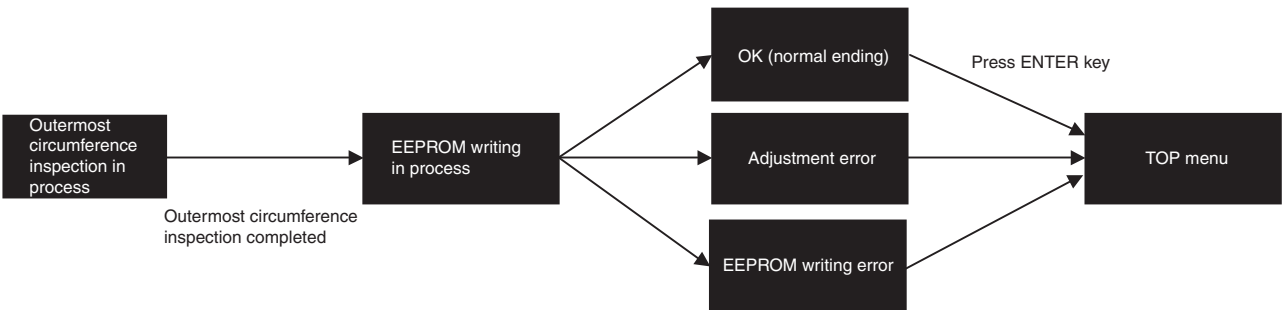 Outermost
circumference
inspection in
process
Outermost circumference
inspection completed
EEPROM writing
in process
OK (normal ending)
Adjustment error
EEPROM writing error
Press ENTER key
TOP menu